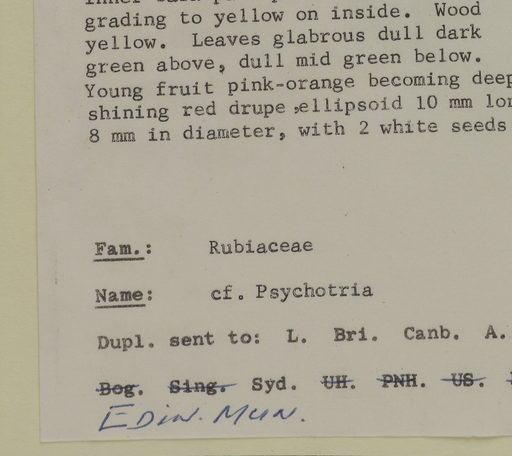 grading to yellow on inside. Wood
yellow. Leaves glabrous dull dark
green above, dull mid green below.
Young fruit pink-orange becoming deep
shining red drupe ,ellipsoid 10 mm lon
8 mm in diameter, with 2 white seeds
Fam.: Rubiaceae
Name: cf. Psychotria
Dupl. sent to: L. Bri. Canb. A.
Bog. Sing. Syd. UH. PNH. US.
EDIN. MUN.